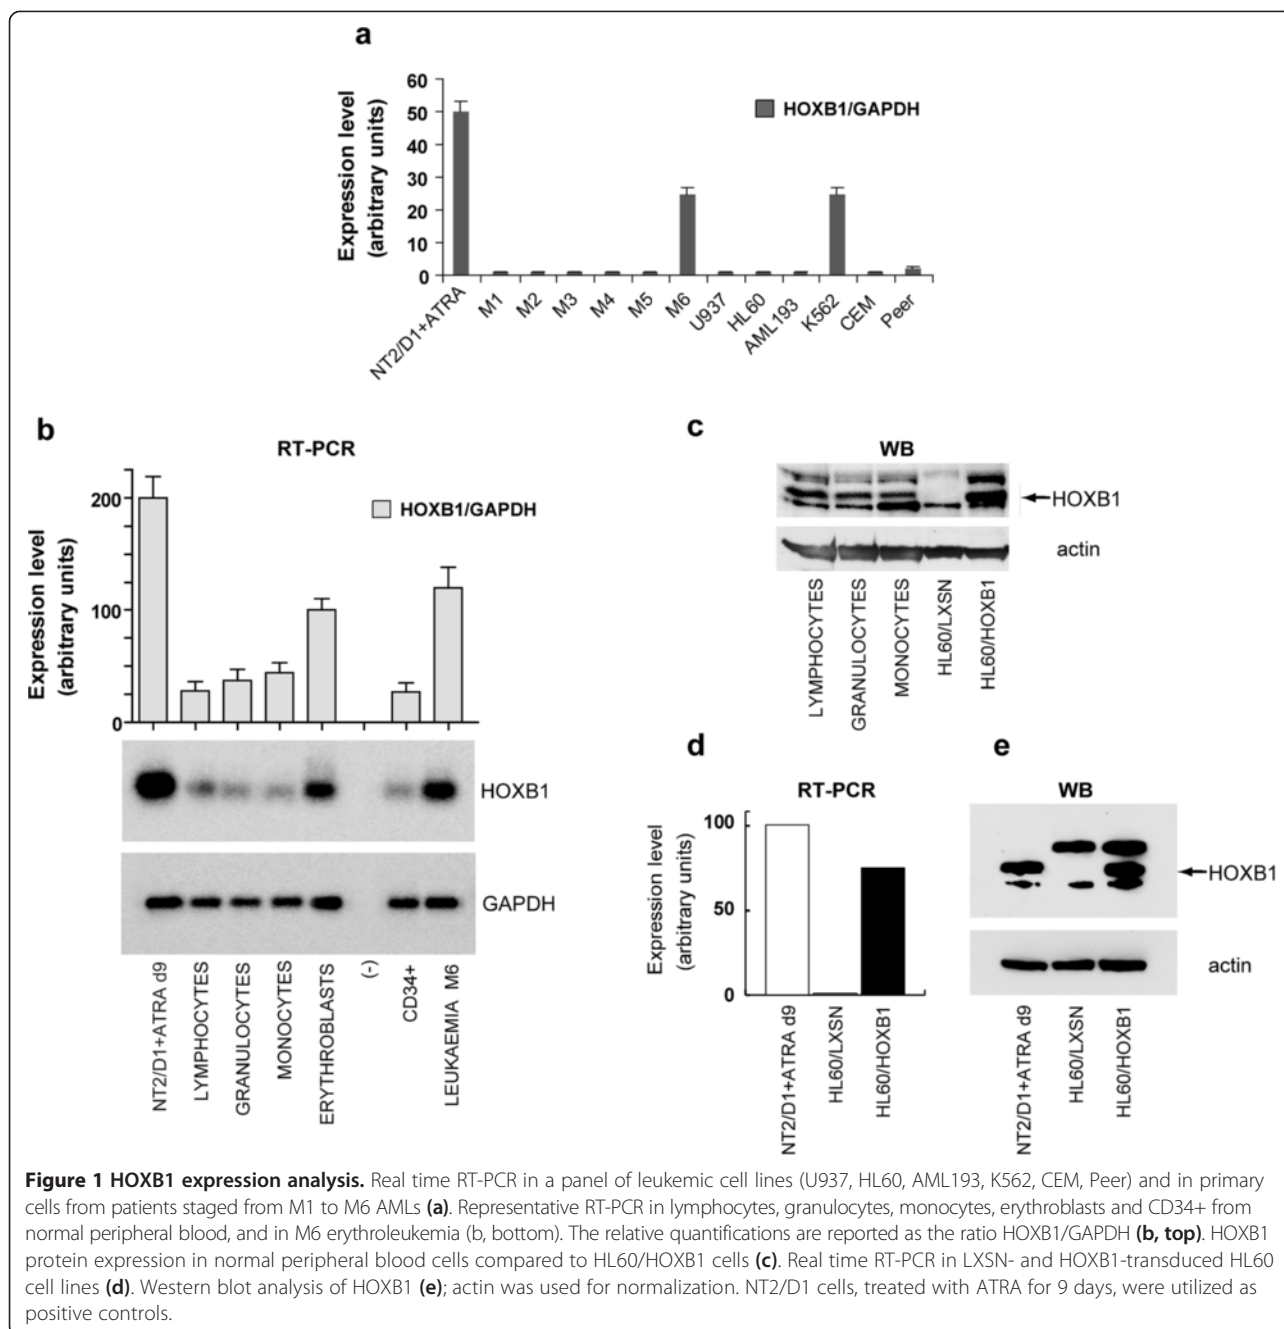 a
60
50
40
30
20
10
0
Expression level
(arbitrary units)
HOXB1/GAPDH
NT2/D1+ATRA
M1
M2
M3
M4
M5
M6
U937
HL60
AML193
K562
CEM
Peer
b
RT-PCR
200
100
0
Expression level
(arbitrary units)
HOXB1/GAPDH
HOXB1
GAPDH
NT2/D1+ATRA d9
LYMPHOCYTES
GRANULOCYTES
MONOCYTES
ERYTHROBLASTS
(-)
CD34+
LEUKAEMIA M6
c
WB
HOXB1
actin
LYMPHOCYTES
GRANULOCYTES
MONOCYTES
HL60/LXSN
HL60/HOXB1
d
RT-PCR
100
50
0
Expression level
(arbitrary units)
NT2/D1+ATRA d9
HL60/LXSN
HL60/HOXB1
e
WB
HOXB1
actin
NT2/D1+ATRA d9
HL60/LXSN
HL60/HOXB1
Figure 1 HOXB1 expression analysis. Real time RT-PCR in a panel of leukemic cell lines (U937, HL60, AML193, K562, CEM, Peer) and in primary
cells from patients staged from M1 to M6 AMLs (a). Representative RT-PCR in lymphocytes, granulocytes, monocytes, erythroblasts and CD34+ from
normal peripheral blood, and in M6 erythroleukemia (b, bottom). The relative quantifications are reported as the ratio HOXB1/GAPDH (b, top). HOXB1
protein expression in normal peripheral blood cells compared to HL60/HOXB1 cells (c). Real time RT-PCR in LXSN- and HOXB1-transduced HL60
cell lines (d). Western blot analysis of HOXB1 (e); actin was used for normalization. NT2/D1 cells, treated with ATRA for 9 days, were utilized as
positive controls.